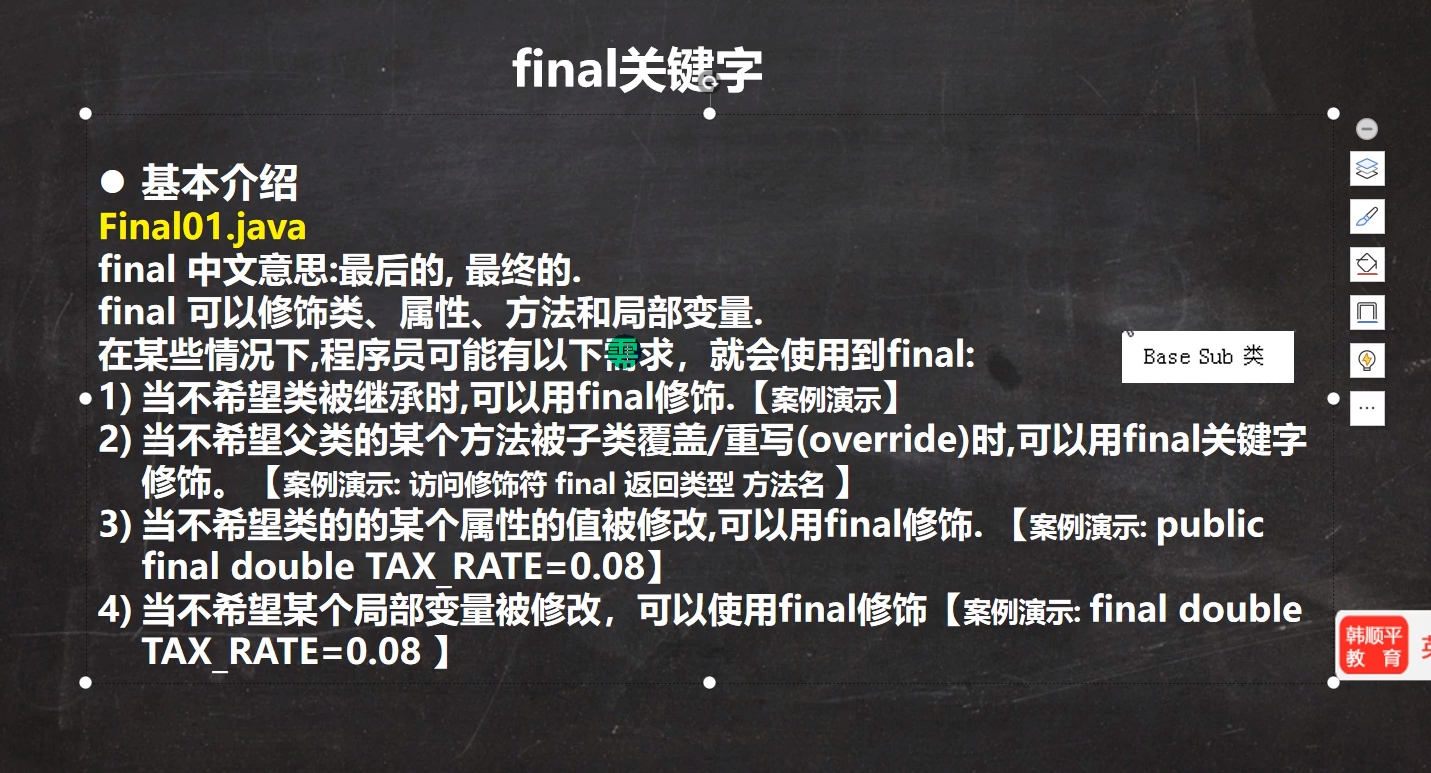 final关键字
● 基本介绍
Final01.java
final 中文意思:最后的, 最终的.
final 可以修饰类、属性、方法和局部变量.
在某些情况下,程序员可能有以下需求，就会使用到final:
Base Sub 类
1) 当不希望类被继承时,可以用final修饰.【案例演示】
2) 当不希望父类的某个方法被子类覆盖/重写(override)时,可以用final关键字
修饰。【案例演示: 访问修饰符 final 返回类型 方法名 】
3) 当不希望类的的某个属性的值被修改,可以用final修饰. 【案例演示: public
final double TAX_RATE=0.08】
4) 当不希望某个局部变量被修改，可以使用final修饰【案例演示: final double
TAX_RATE=0.08 】
韩顺平
教 育